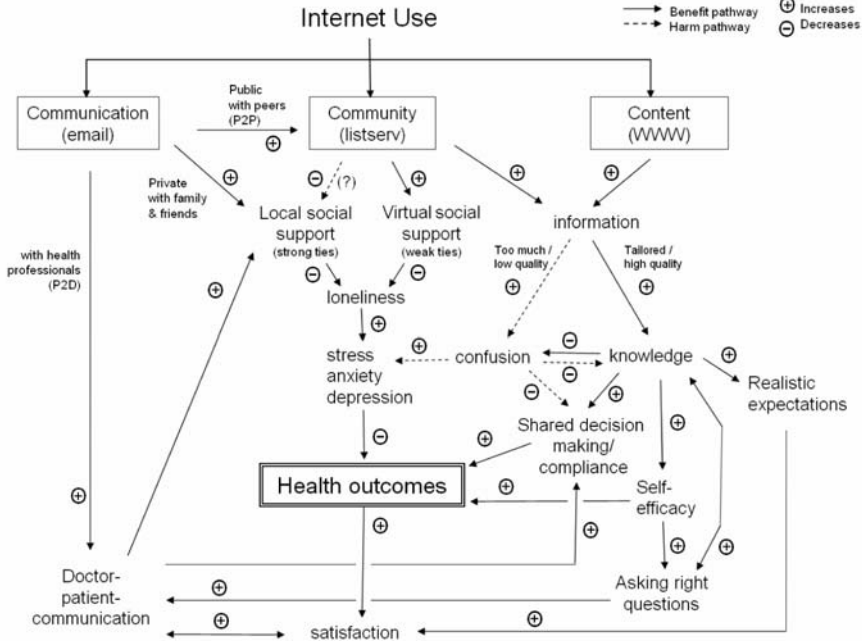 Internet Use
Benefit pathway
Harm pathway
⊕ Increases
⊖ Decreases
Communication
(email)
Public
with peers
(P2P)
⊕
Community
(listserv)
Content
(WWW)
Private
with family
& friends
⊕
⊖
(?)
⊕
⊕
⊕
Local social
support
(strong ties)
Virtual social
support
(weak ties)
information
with health
professionals
(P2D)
⊕
⊖
⊖
Too much /
low quality
⊕
Tailored /
high quality
⊕
loneliness
⊕
stress
anxiety
depression
⊕
confusion
⊖
⊖
knowledge
⊕
Realistic
expectations
⊖
⊕
⊖
⊕
Shared decision
making/
compliance
⊕
⊕
Health outcomes
⊕
Self-
efficacy
⊕
⊕
⊕
⊕
⊕
Doctor-
patient-
communication
⊕
Asking right
questions
⊕
satisfaction
⊕